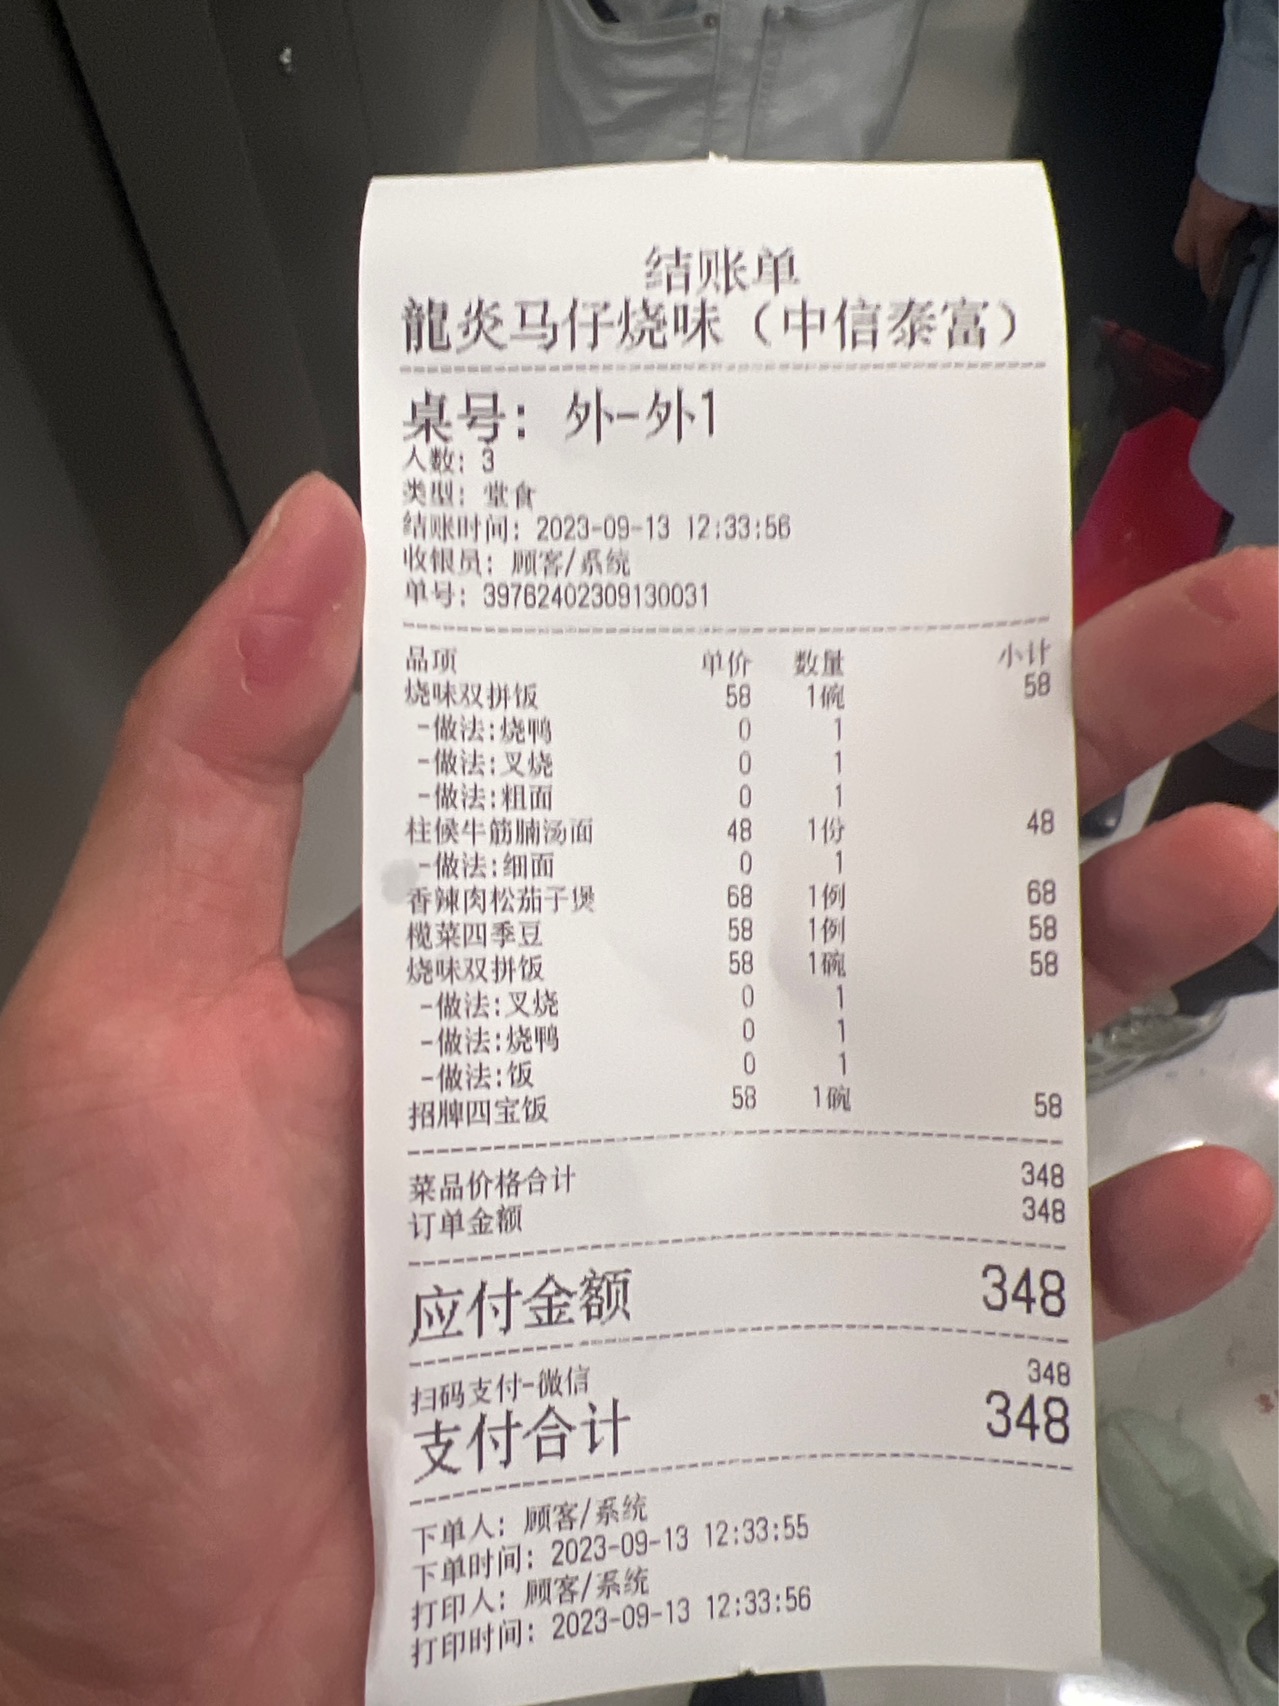 结账单
龍炎马仔烧味（中信泰富）
桌号：外-外1
人数：3
类型：堂食
结账时间：2023-09-13 12:33:56
收银员：顾客/系统
单号：39762402309130031
品项 单价 数量 小计
烧味双拼饭 58 1碗 58
-做法:烧鸭 0 1
-做法:叉烧 0 1
-做法:粗面 0 1
柱候牛筋腩汤面 48 1份 48
-做法:细面 0 1
香辣肉松茄子煲 68 1例 68
榄菜四季豆 58 1例 58
烧味双拼饭 58 1碗 58
-做法:叉烧 0 1
-做法:烧鸭 0 1
-做法:饭 0 1
招牌四宝饭 58 1碗 58
菜品价格合计 348
订单金额 348
应付金额 348
扫码支付-微信 348
支付合计 348
下单人：顾客/系统
下单时间：2023-09-13 12:33:55
打印人：顾客/系统
打印时间：2023-09-13 12:33:56